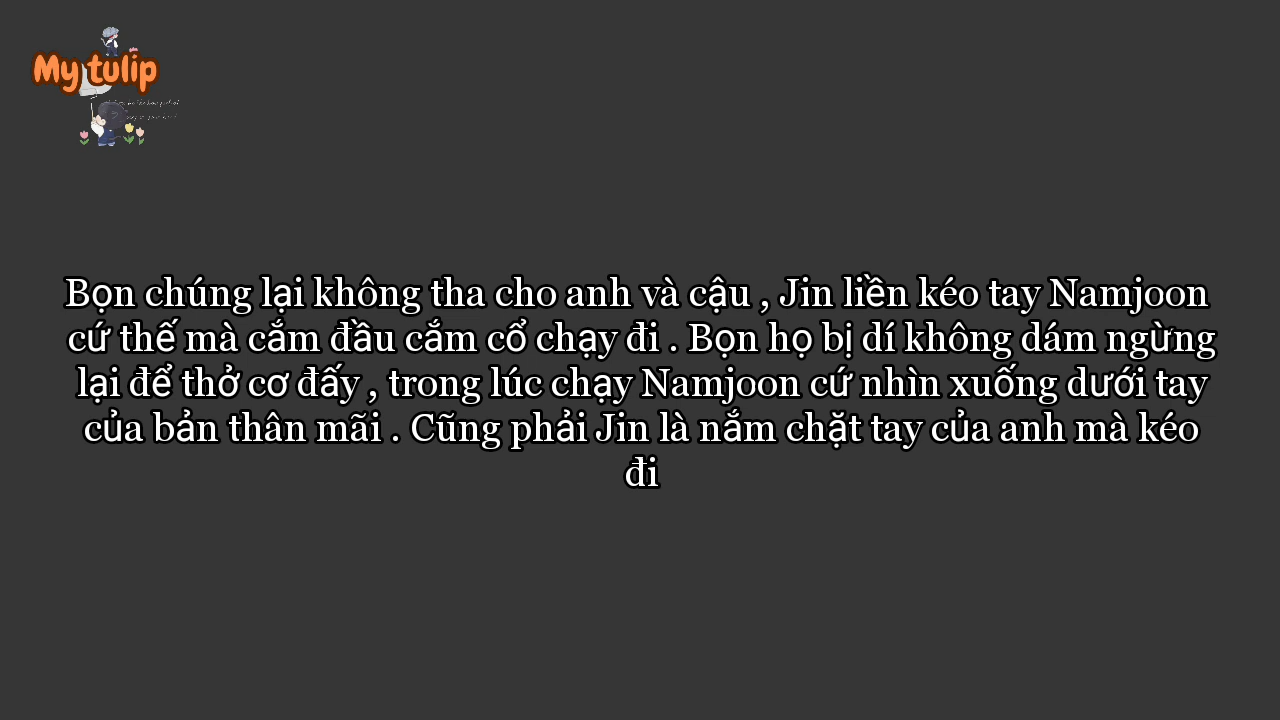 My tulip
Bọn chúng lại không tha cho anh và cậu , Jin liền kéo tay Namjoon
cứ thế mà cắm đầu cắm cổ chạy đi . Bọn họ bị dí không dám ngừng
lại để thở cơ đấy , trong lúc chạy Namjoon cứ nhìn xuống dưới tay
của bản thân mãi . Cũng phải Jin là nắm chặt tay của anh mà kéo
đi